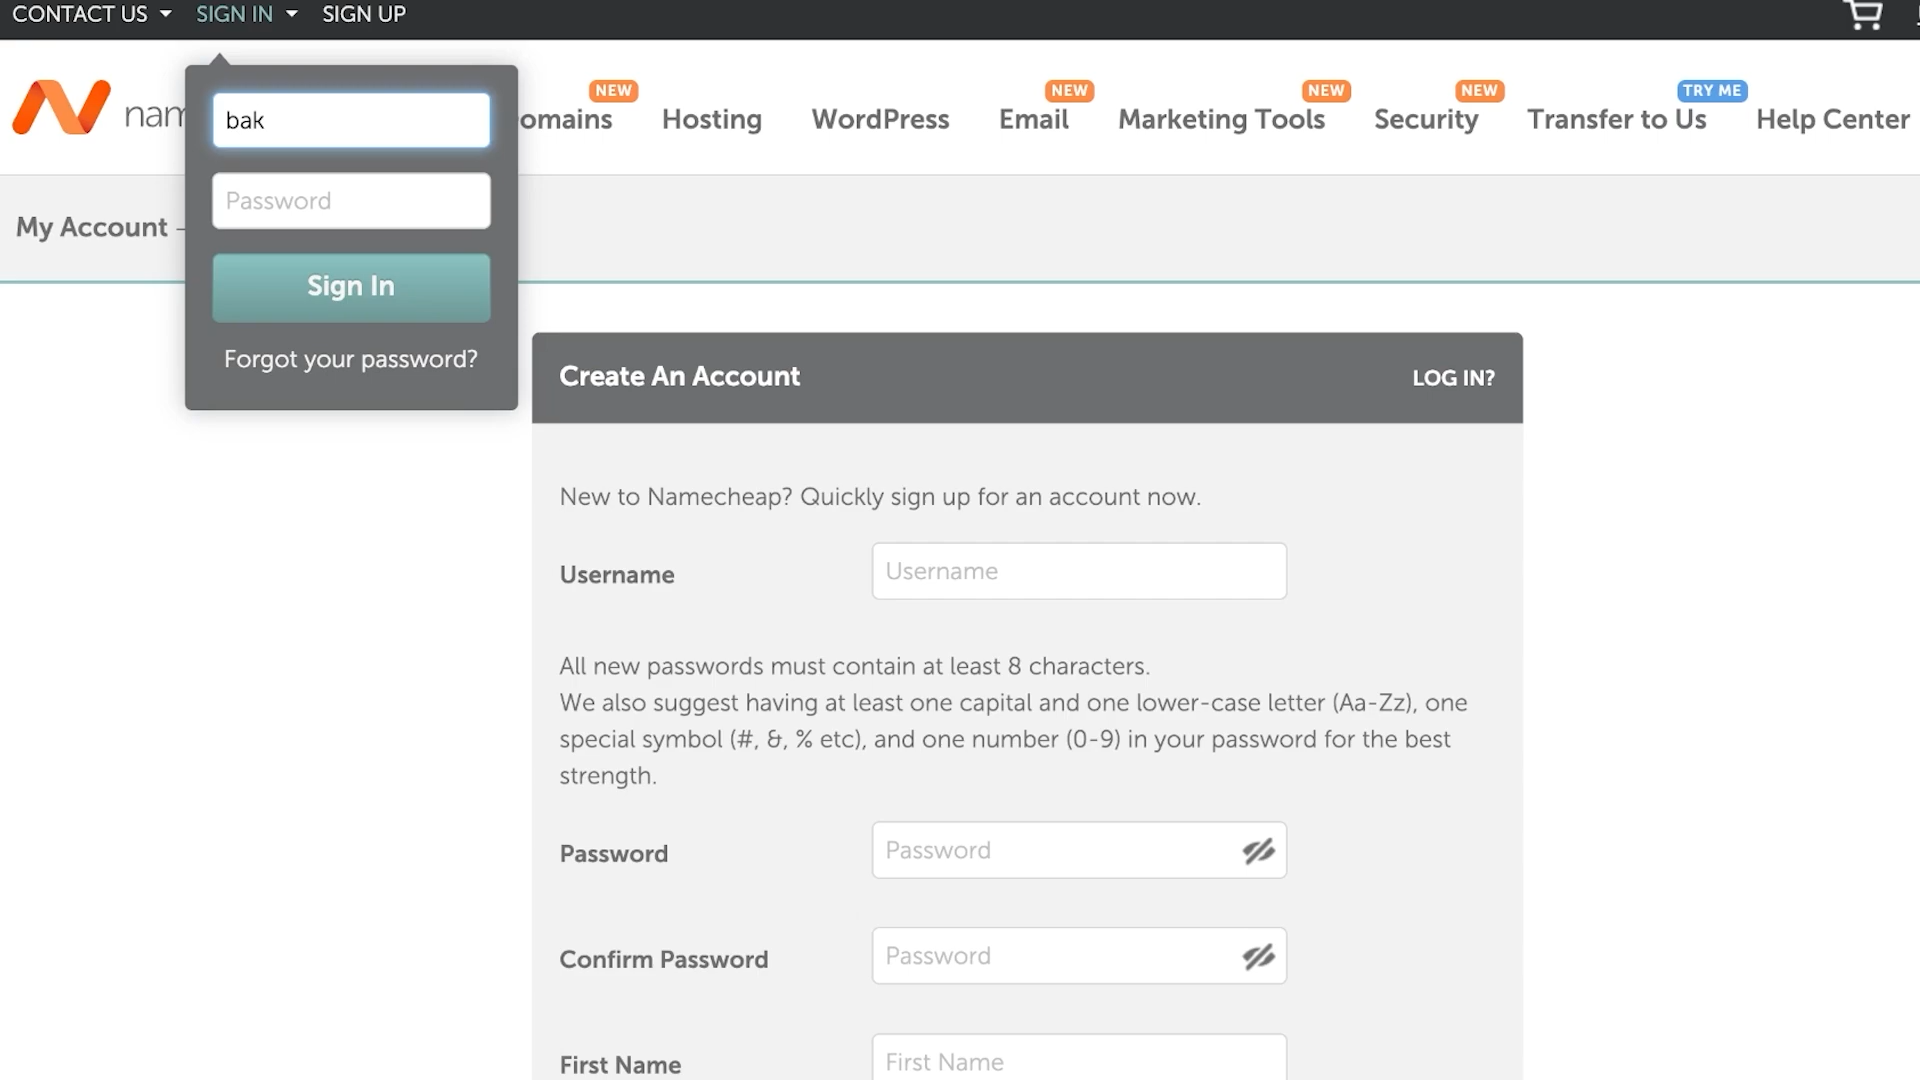 CONTACT US SIGN IN SIGN UP
bak
Password
Sign In
Forgot your password?
nam
omains NEW
Hosting
WordPress
Email NEW
Marketing Tools NEW
Security NEW
Transfer to Us TRY ME
Help Center
My Account
Create An Account LOG IN?
New to Namecheap? Quickly sign up for an account now.
Username Username
All new passwords must contain at least 8 characters.
We also suggest having at least one capital and one lower-case letter (Aa-Zz), one
special symbol (#, &, % etc), and one number (0-9) in your password for the best
strength.
Password Password
Confirm Password Password
First Name First Name